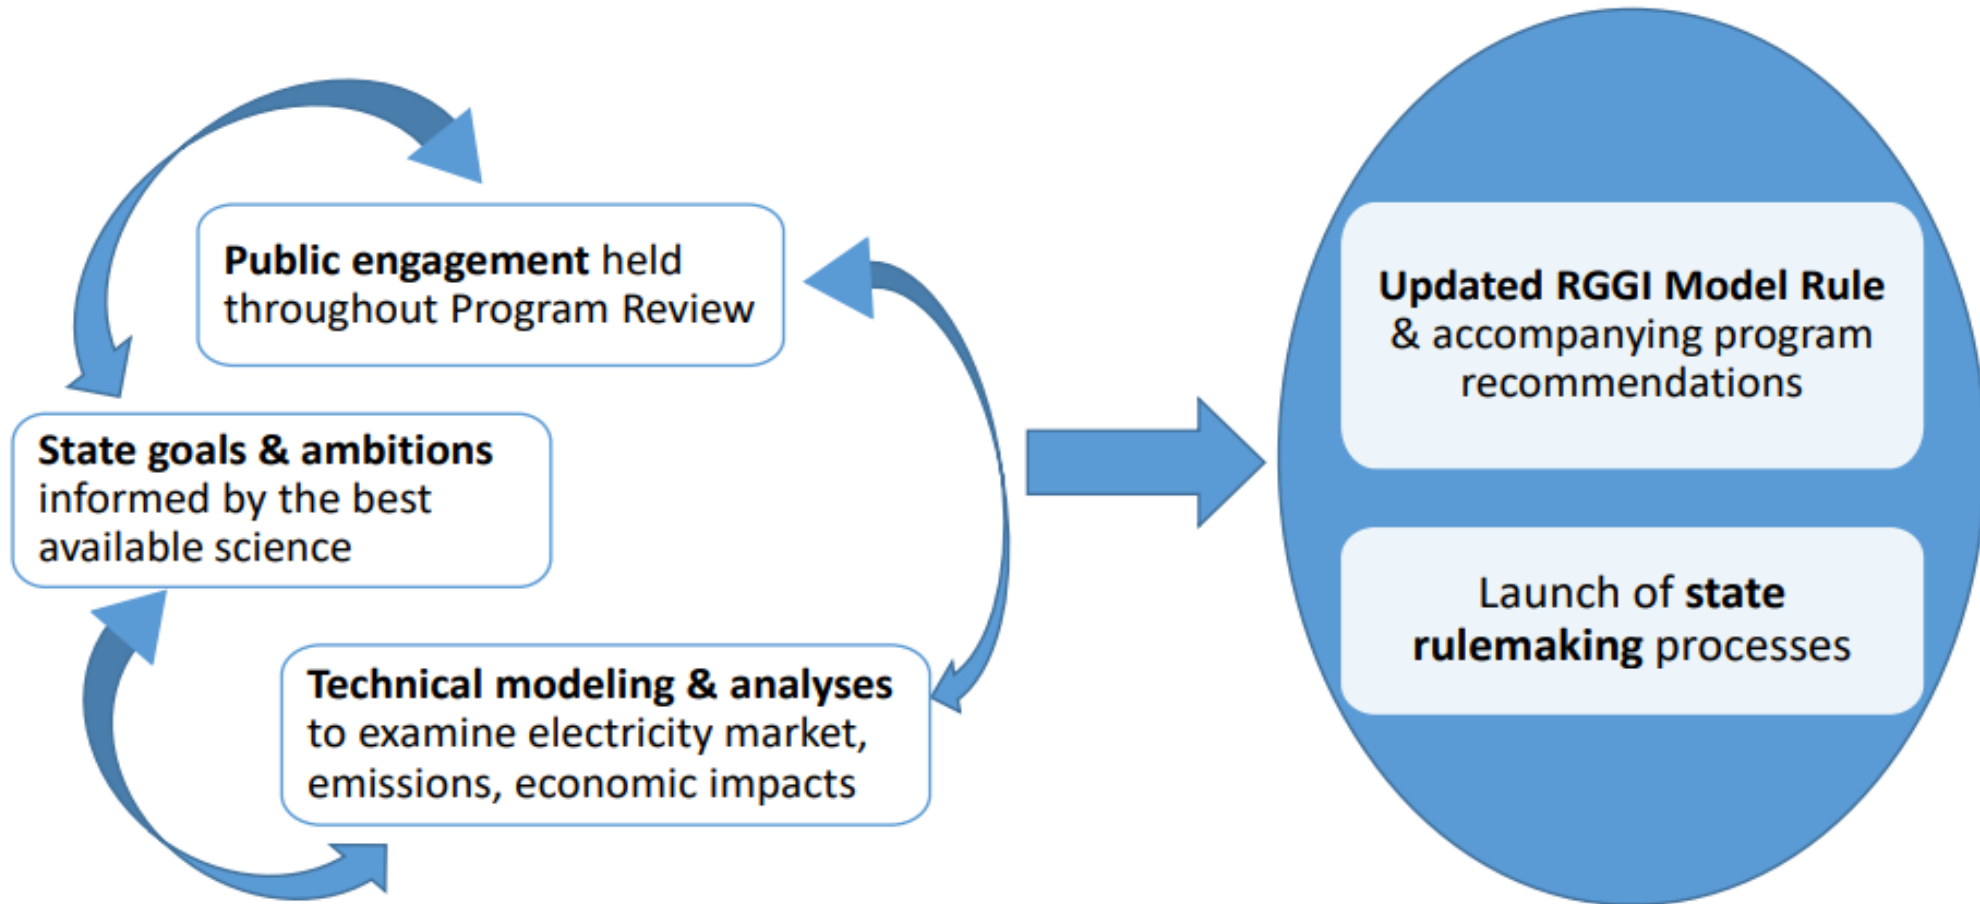 Public engagement held
throughout Program Review
State goals & ambitions
informed by the best
available science
Technical modeling & analyses
to examine electricity market,
emissions, economic impacts
Updated RGGI Model Rule
& accompanying program
recommendations
Launch of state
rulemaking processes